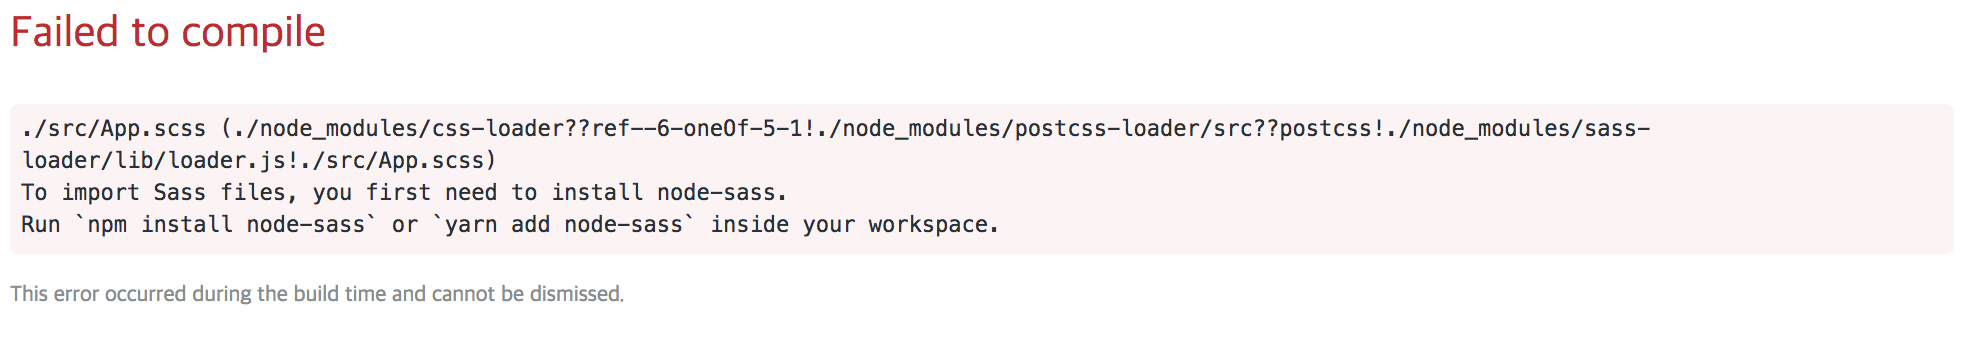 Failed to compile
./src/App.scss (./node_modules/css-loader??ref--6-oneOf-5-1!./node_modules/postcss-loader/src??postcss!./node_modules/sass-
loader/lib/loader.js!./src/App.scss)
To import Sass files, you first need to install node-sass.
Run `npm install node-sass` or `yarn add node-sass` inside your workspace.
This error occurred during the build time and cannot be dismissed.